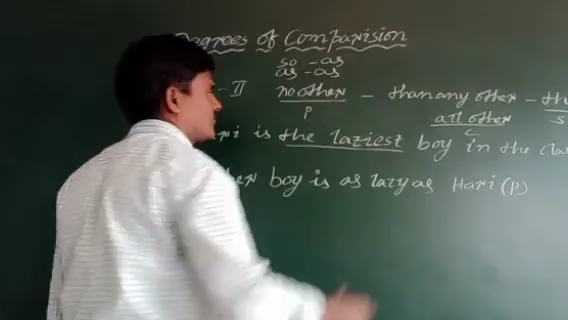 Degrees of Comparision
so - as
as - as
- II no other - than any other - the
P all other S
C
is the laziest boy in the
boy is as lazy as Hari (P)